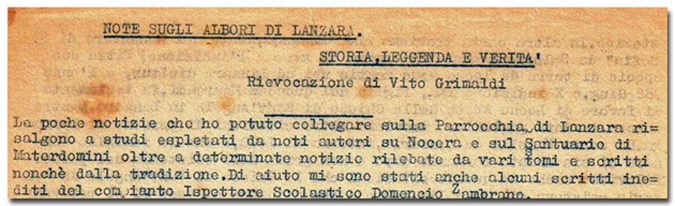 NOTE SUGLI ALBORI DI LANZARA.
STORIA,LEGGENDA E VERITA'
Rievocazione di Vito Grimaldi
Le poche notizie che ho potuto collegare sulla Parrocchia di Lanzara ri=
salgono a studi espletati da noti autori su Nocera e sul Santuario di
Materdomini oltre a determinate notizie rilebate da vari tomi e scritti
nonchè dalla tradizione.Di aiuto mi sono stati anche alcuni scritti ine=
diti del compianto Ispettore Scolastico Domencio Zambrano.